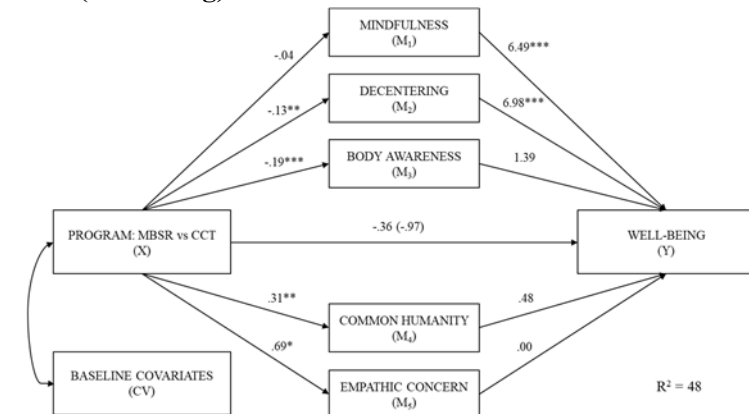 MINDFULNESS
(M₁)
-.04
6.49***
DECENTERING
(M₂)
-.13**
6.98***
BODY AWARENESS
(M₃)
-.19***
1.39
PROGRAM: MBSR vs CCT
(X)
-.36 (-.97)
WELL-BEING
(Y)
.31**
COMMON HUMANITY
(M₄)
.48
.69*
.00
BASELINE COVARIATES
(CV)
EMPATHIC CONCERN
(M₅)
R² = 48